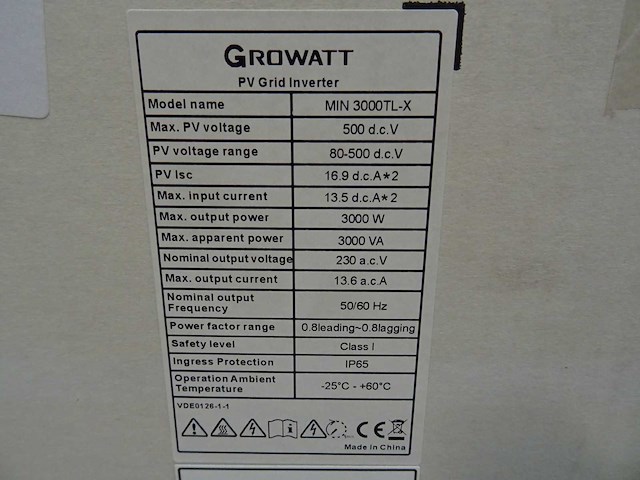 GROWATT
PV Grid Inverter
Model name MIN 3000TL-X
Max. PV voltage 500 d.c.V
PV voltage range 80-500 d.c.V
PV Isc 16.9 d.c.A*2
Max. input current 13.5 d.c.A*2
Max. output power 3000 W
Max. apparent power 3000 VA
Nominal output voltage 230 a.c.V
Max. output current 13.6 a.c.A
Nominal output
Frequency 50/60 Hz
Power factor range 0.8leading~0.8lagging
Safety level Class I
Ingress Protection IP65
Operation Ambient
Temperature -25°C - +60°C
VDE0126-1-1
CE
Made in China